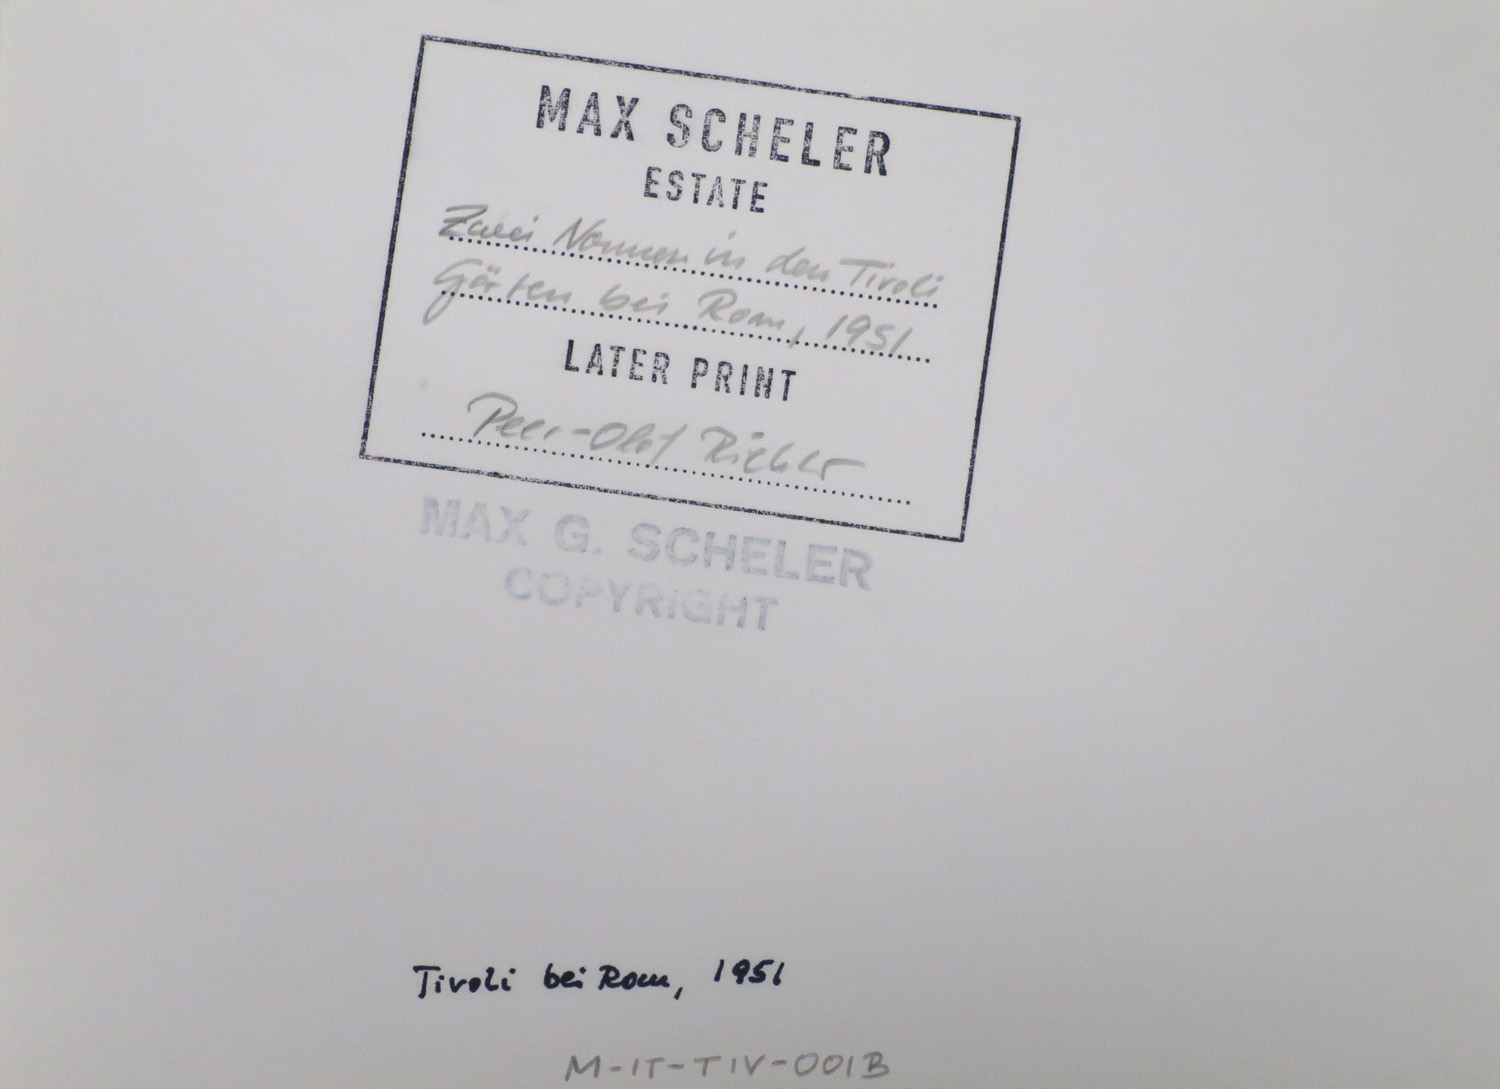 MAX SCHELER
ESTATE
Zwei Nonnen in den Tivoli
Gärten bei Rom, 1951
LATER PRINT
Peer-Olaf Richter
MAX G. SCHELER
COPYRIGHT
Tivoli bei Rom, 1951
M-IT-TIV-001B